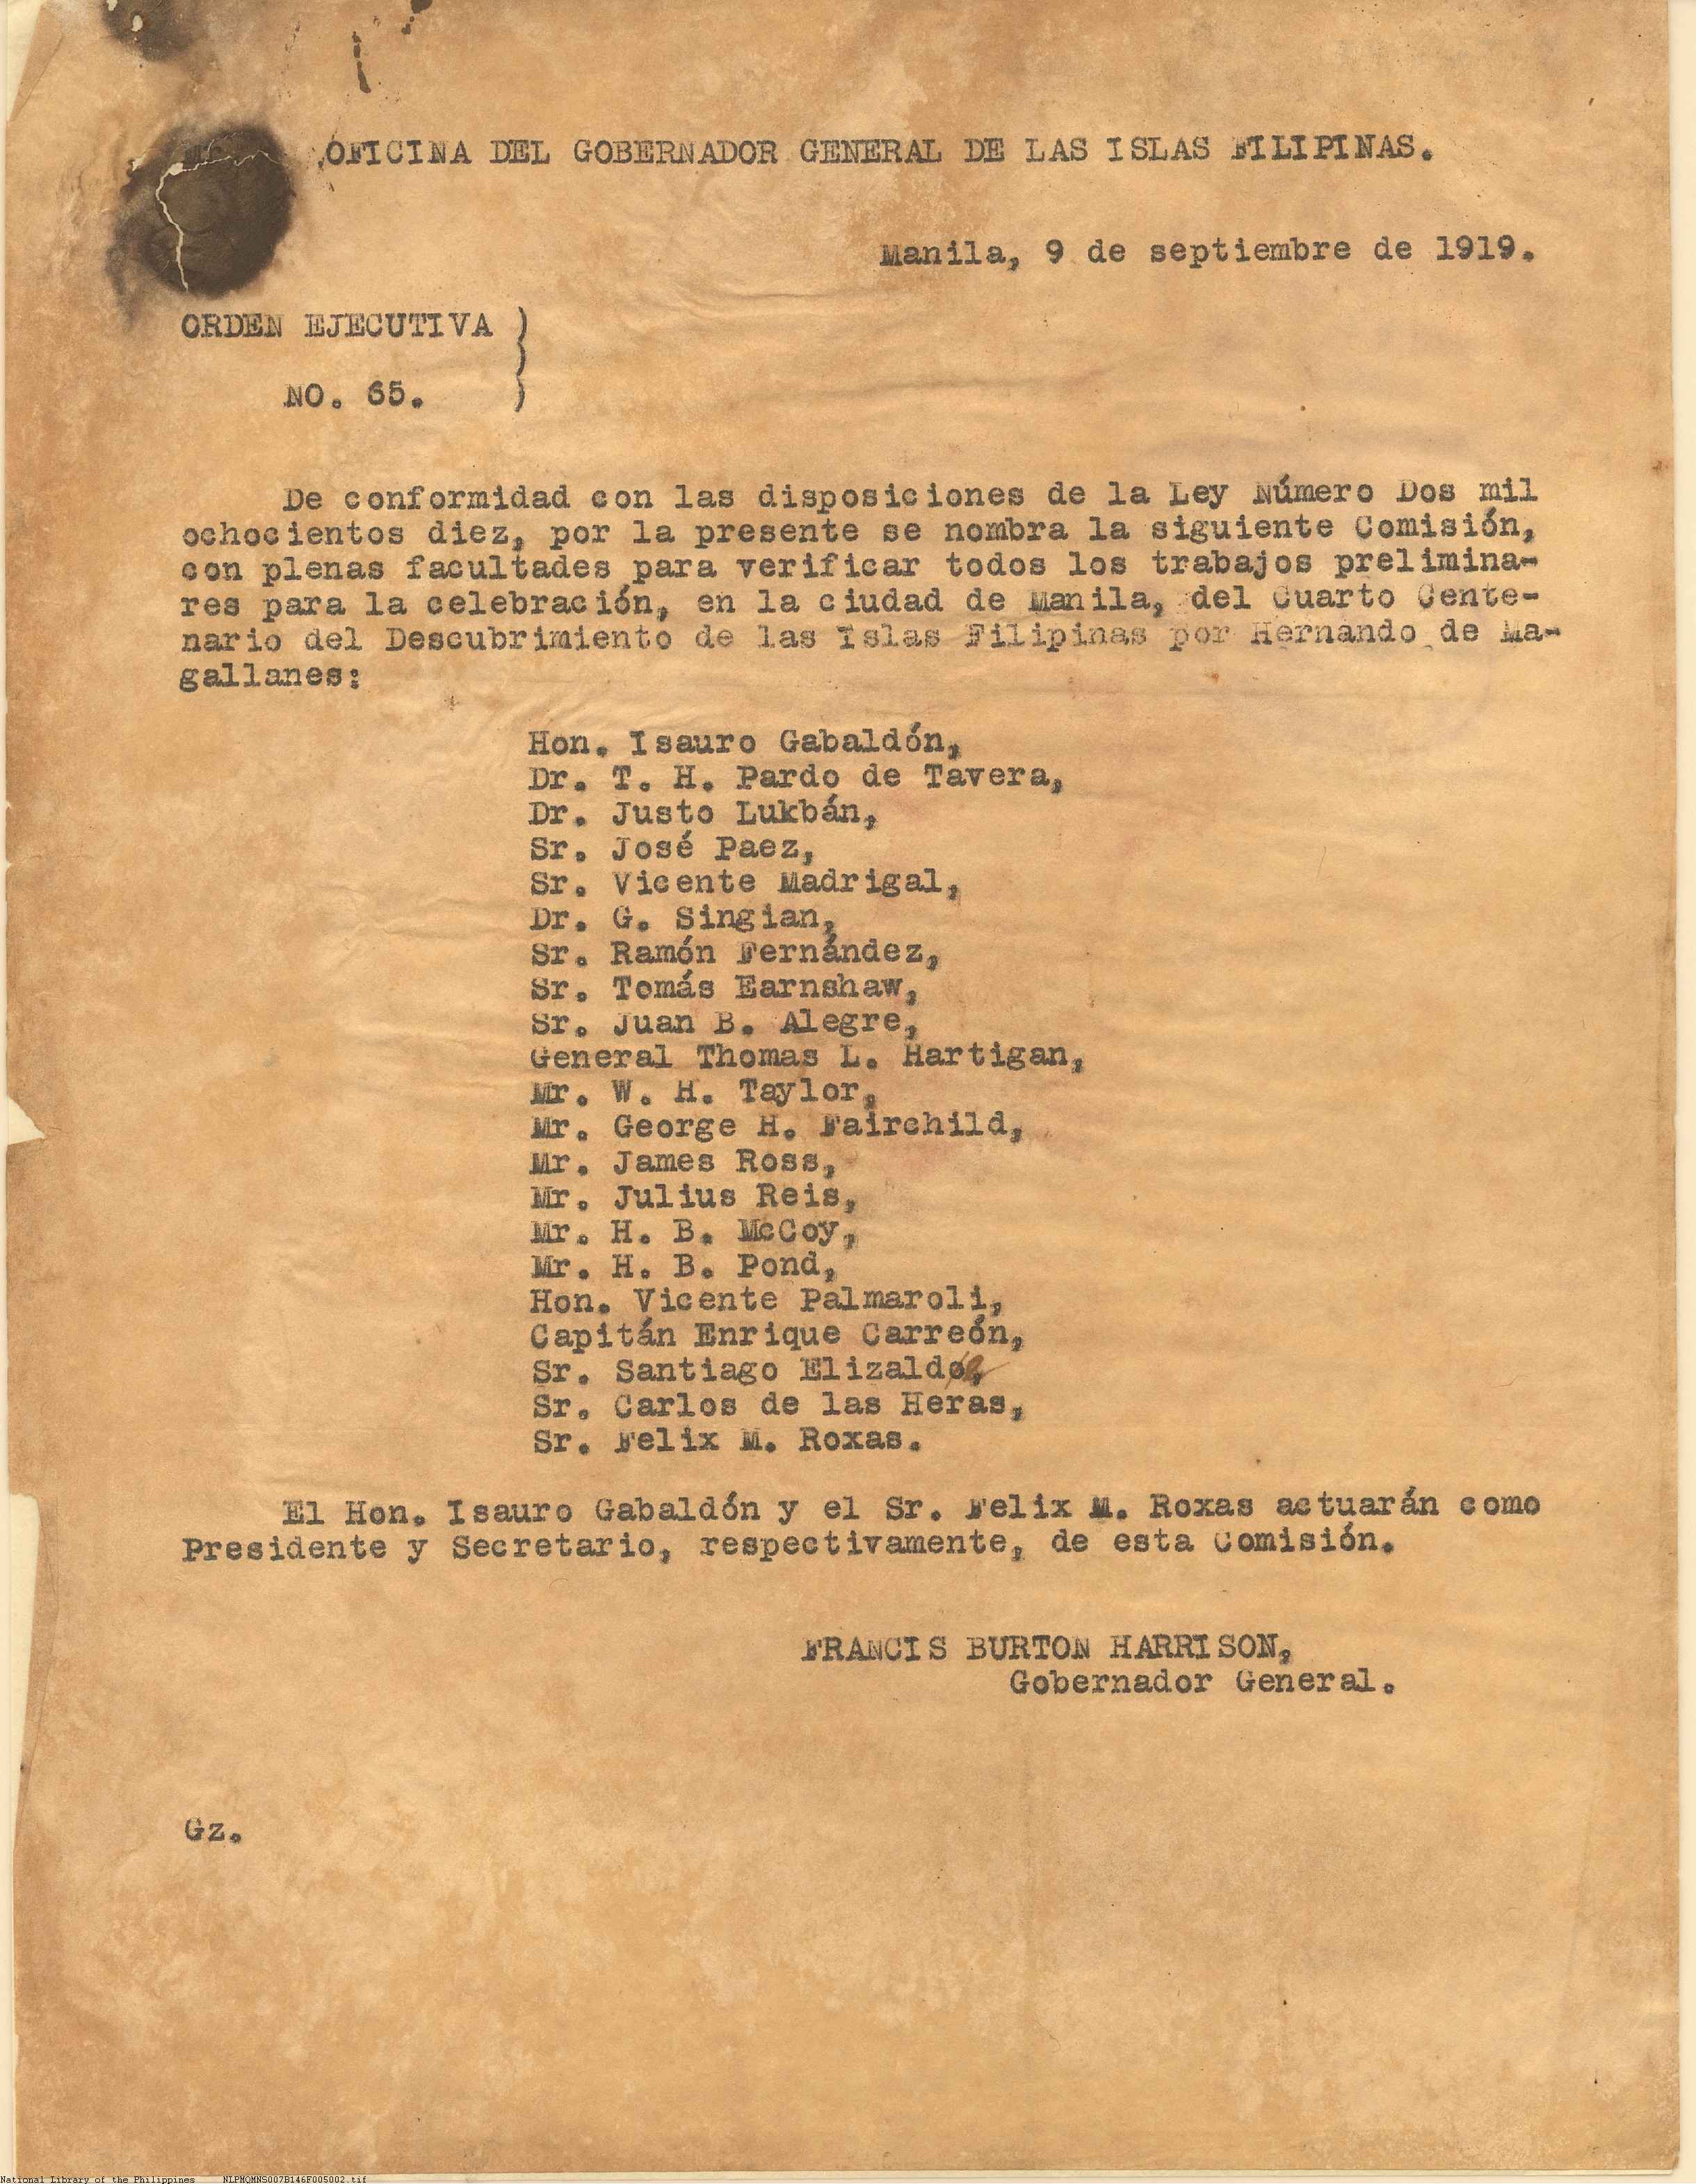 OFICINA DEL GOBERNADOR GENERAL DE LAS ISLAS FILIPINAS.
Manila, 9 de septiembre de 1919.
ORDEN EJECUTIVA )
NO. 65. )
De conformidad con las disposiciones de la Ley Número Dos mil
ochocientos diez, por la presente se nombra la siguiente Comisión,
con plenas facultades para verificar todos los trabajos prelimina-
res para la celebración, en la ciudad de Manila, del Cuarto Cente-
nario del Descubrimiento de las Islas Filipinas por Hernando de Ma-
gallanes:
Hon. Isauro Gabaldón,
Dr. T. H. Pardo de Tavera,
Dr. Justo Lukbán,
Sr. José Paez,
Sr. Vicente Madrigal,
Dr. G. Singian,
Sr. Ramón Fernández,
Sr. Tomás Earnshaw,
Sr. Juan B. Alegre,
General Thomas L. Hartigan,
Mr. W. H. Taylor,
Mr. George H. Fairchild,
Mr. James Ross,
Mr. Julius Reis,
Mr. H. B. McCoy,
Mr. H. B. Pond,
Hon. Vicente Palmaroli,
Capitán Enrique Carreón,
Sr. Santiago Elizalde,
Sr. Carlos de las Heras,
Sr. Felix M. Roxas.
El Hon. Isauro Gabaldón y el Sr. Felix M. Roxas actuarán como
Presidente y Secretario, respectivamente, de esta Comisión.
FRANCIS BURTON HARRISON,
Gobernador General.
Gz.
National Library of the Philippines NLPMQMNS007B146F005002.tif